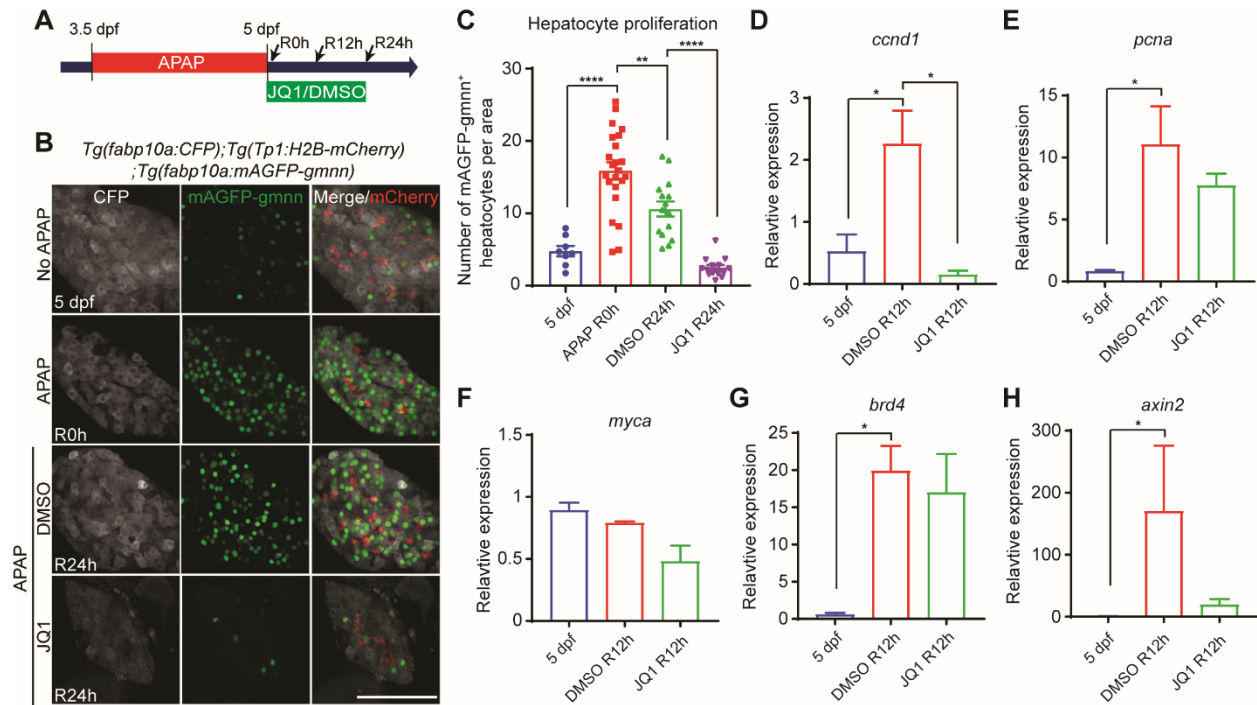 A
3.5 dpf
5 dpf
R0h
R12h
R24h
APAP
JQ1/DMSO
B
Tg(fabp10a:CFP);Tg(Tp1:H2B-mCherry)
;Tg(fabp10a:mAGFP-gmnn)
CFP
mAGFP-gmnn
Merge/mCherry
No APAP
5 dpf
APAP
R0h
APAP
DMSO
R24h
JQ1
R24h
C
Hepatocyte proliferation
Number of mAGFP-gmnn+
hepatocytes per area
30
20
10
0
****
**
****
5 dpf
APAP R0h
DMSO R24h
JQ1 R24h
D
ccnd1
Relavtive expression
3
2
1
0
*
*
5 dpf
DMSO R12h
JQ1 R12h
E
pcna
Relavtive expression
15
10
5
0
*
5 dpf
DMSO R12h
JQ1 R12h
F
myca
Relavtive expression
1.5
1
0.5
0
5 dpf
DMSO R12h
JQ1 R12h
G
brd4
Relavtive expression
25
20
15
10
5
0
*
5 dpf
DMSO R12h
JQ1 R12h
H
axin2
Relavtive expression
300
200
100
0
*
5 dpf
DMSO R12h
JQ1 R12h